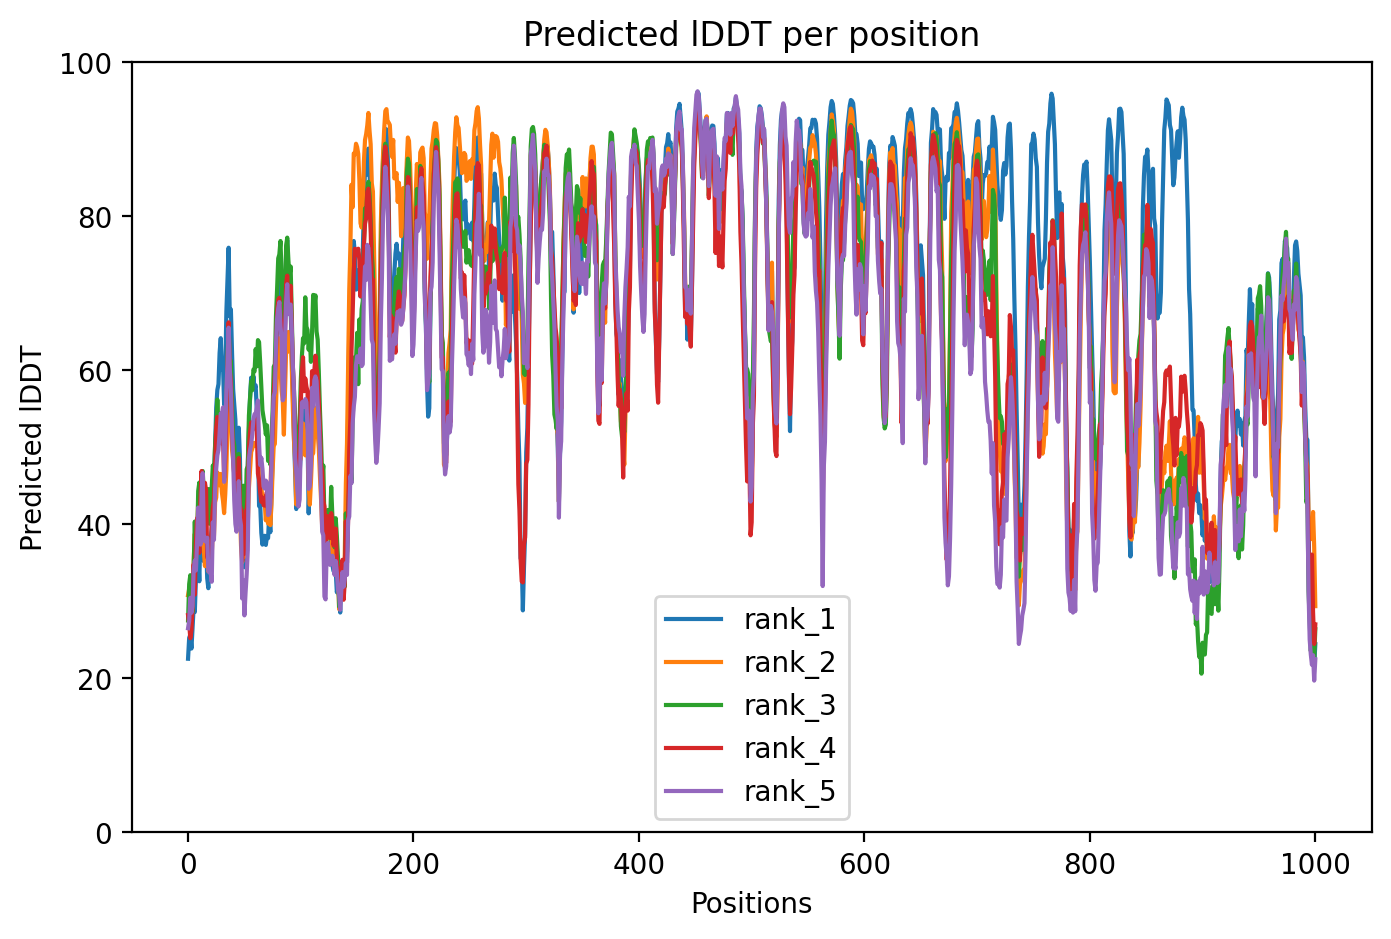 Predicted lDDT per position
100
80
60
40
20
0
Predicted lDDT
0 200 400 600 800 1000
Positions
rank_1
rank_2
rank_3
rank_4
rank_5